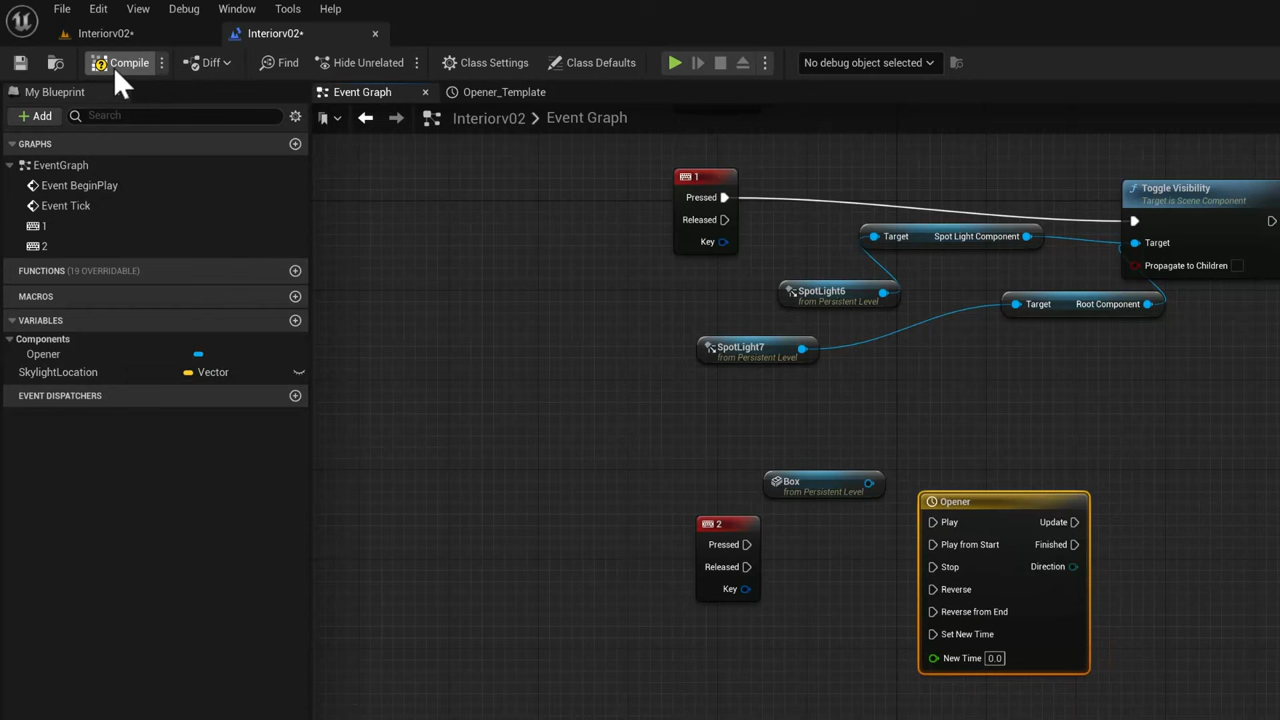 File Edit View Debug Window Tools Help
Interiorv02* Interiorv02*
Compile Diff Find Hide Unrelated Class Settings Class Defaults No debug object selected
My Blueprint Event Graph Opener_Template
Add Search Interiorv02 > Event Graph
GRAPHS
EventGraph
Event BeginPlay
Event Tick
1
2
FUNCTIONS (19 OVERRIDABLE)
MACROS
VARIABLES
Components
Opener
SkylightLocation Vector
EVENT DISPATCHERS
1
Pressed
Released
Key
Target Spot Light Component
SpotLight6
from Persistent Level
SpotLight7
from Persistent Level
Toggle Visibility
Target is Scene Component
Target
Propagate to Children
Target Root Component
Box
from Persistent Level
2
Pressed
Released
Key
Opener
Play Update
Play from Start Finished
Stop Direction
Reverse
Reverse from End
Set New Time
New Time 0.0